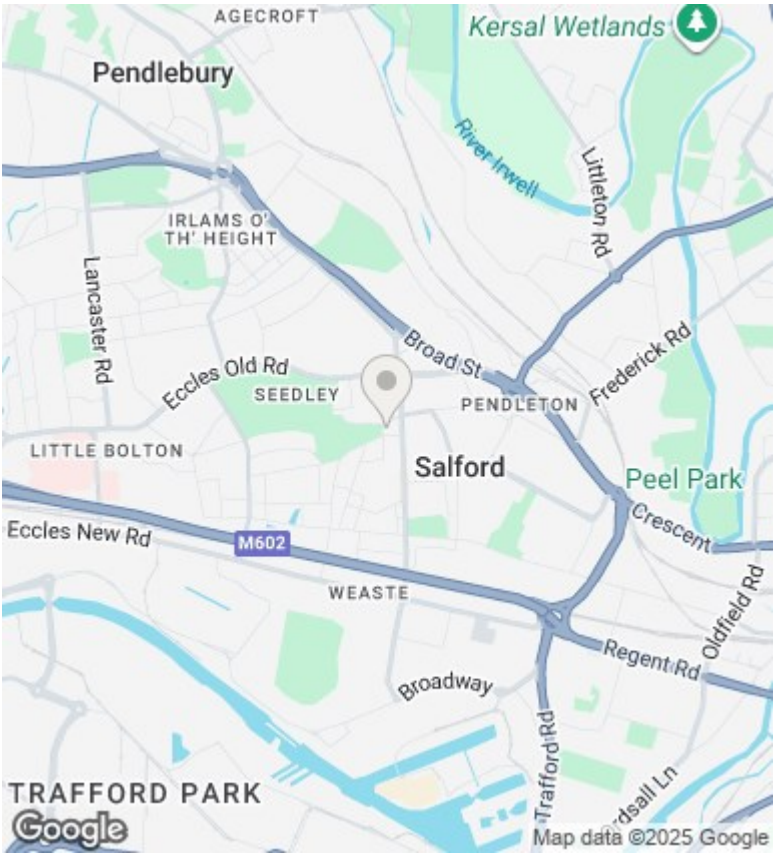 AGECROFT
Kersal Wetlands
Pendlebury
River Irwell
Littleton Rd
IRLAMS O'
TH' HEIGHT
Lancaster Rd
Broad St
Frederick Rd
Eccles Old Rd
SEEDLEY
PENDLETON
LITTLE BOLTON
Salford
Peel Park
Crescent
Eccles New Rd
M602
WEASTE
Oldfield Rd
Regent Rd
Broadway
Trafford Rd
TRAFFORD PARK
Google
Map data ©2025 Google